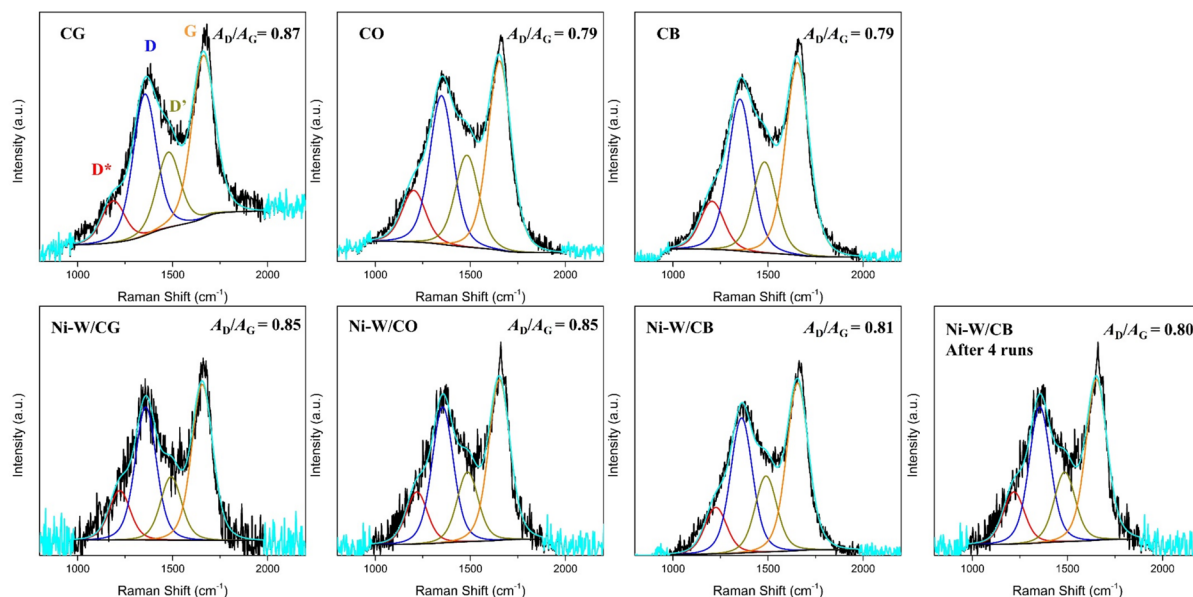 CG
A_D/A_G = 0.87
D*
D
D'
G
Intensity (a.u.)
1000 1500 2000
Raman Shift (cm⁻¹)
CO
A_D/A_G = 0.79
Intensity (a.u.)
1000 1500 2000
Raman Shift (cm⁻¹)
CB
A_D/A_G = 0.79
Intensity (a.u.)
1000 1500 2000
Raman Shift (cm⁻¹)
Ni-W/CG
A_D/A_G = 0.85
Intensity (a.u.)
1000 1500 2000
Raman Shift (cm⁻¹)
Ni-W/CO
A_D/A_G = 0.85
Intensity (a.u.)
1000 1500 2000
Raman Shift (cm⁻¹)
Ni-W/CB
A_D/A_G = 0.81
Intensity (a.u.)
1000 1500 2000
Raman Shift (cm⁻¹)
Ni-W/CB
After 4 runs
A_D/A_G = 0.80
Intensity (a.u.)
1000 1500 2000
Raman Shift (cm⁻¹)